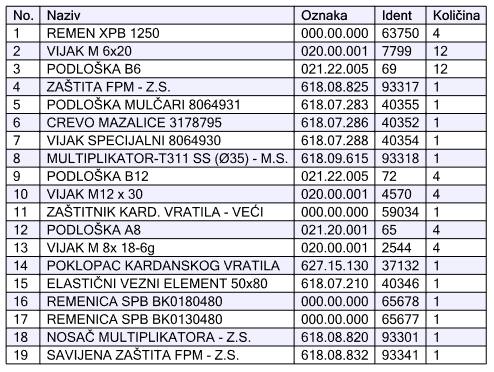 No. Naziv Oznaka Ident Količina
1 REMEN XPB 1250 000.00.000 63750 4
2 VIJAK M 6x20 020.00.001 7799 12
3 PODLOŠKA B6 021.22.005 69 12
4 ZAŠTITA FPM - Z.S. 618.08.825 93317 1
5 PODLOŠKA MULČARI 8064931 618.07.283 40355 1
6 CREVO MAZALICE 3178795 618.07.286 40352 1
7 VIJAK SPECIJALNI 8064930 618.07.288 40354 1
8 MULTIPLIKATOR-T311 SS (Ø35) - M.S. 618.09.615 93318 1
9 PODLOŠKA B12 021.22.005 72 4
10 VIJAK M12 x 30 020.00.001 4570 4
11 ZAŠTITNIK KARD. VRATILA - VEĆI 000.00.000 59034 1
12 PODLOŠKA A8 021.20.001 65 4
13 VIJAK M 8x 18-6g 020.00.001 2544 4
14 POKLOPAC KARDANSKOG VRATILA 627.15.130 37132 1
15 ELASTIČNI VEZNI ELEMENT 50x80 618.07.210 40346 1
16 REMENICA SPB BK0180480 000.00.000 65678 1
17 REMENICA SPB BK0130480 000.00.000 65677 1
18 NOSAČ MULTIPLIKATORA - Z.S. 618.08.820 93301 1
19 SAVIJENA ZAŠTITA FPM - Z.S. 618.08.832 93341 1